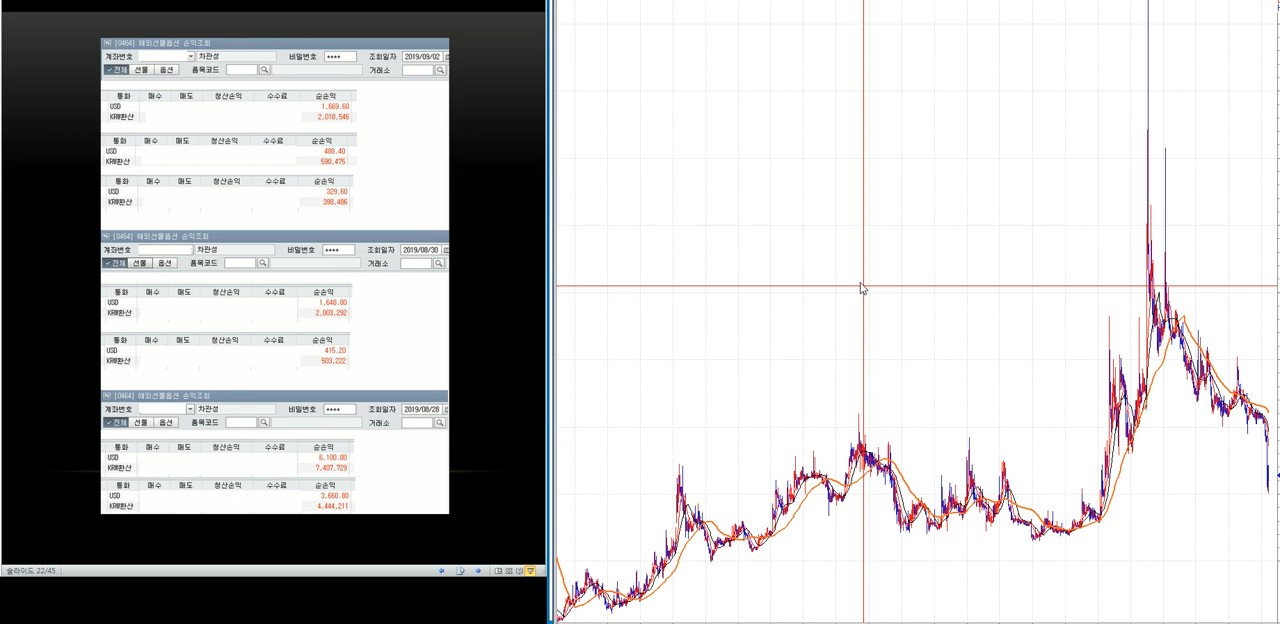 [0464] 해외선물옵션 손익조회
계좌번호 차관성 비밀번호 **** 조회일자 2019/09/02
전체 선물 옵션 품목코드 거래소
통화 매수 매도 청산손익 수수료 순손익
USD 1,669.60
KRW환산 2,018,546
통화 매수 매도 청산손익 수수료 순손익
USD 488.40
KRW환산 590,475
통화 매수 매도 청산손익 수수료 순손익
USD 329.60
KRW환산 398,486
[0464] 해외선물옵션 손익조회
계좌번호 차관성 비밀번호 **** 조회일자 2019/08/30
전체 선물 옵션 품목코드 거래소
통화 매수 매도 청산손익 수수료 순손익
USD 1,648.80
KRW환산 2,003,292
통화 매수 매도 청산손익 수수료 순손익
USD 415.20
KRW환산 503,222
[0464] 해외선물옵션 손익조회
계좌번호 차관성 비밀번호 **** 조회일자 2019/08/28
전체 선물 옵션 품목코드 거래소
통화 매수 매도 청산손익 수수료 순손익
USD 6,100.80
KRW환산 7,407,729
통화 매수 매도 청산손익 수수료 순손익
USD 3,660.80
KRW환산 4,444,211
슬라이드 22/45